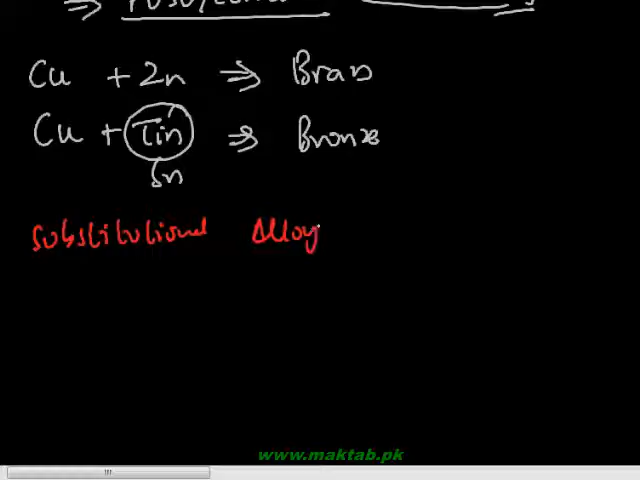 ⇒
Cu + Zn ⇒ Brass
Cu + Tin ⇒ Bronze
Sn
Substitutional Alloy
www.maktab.pk